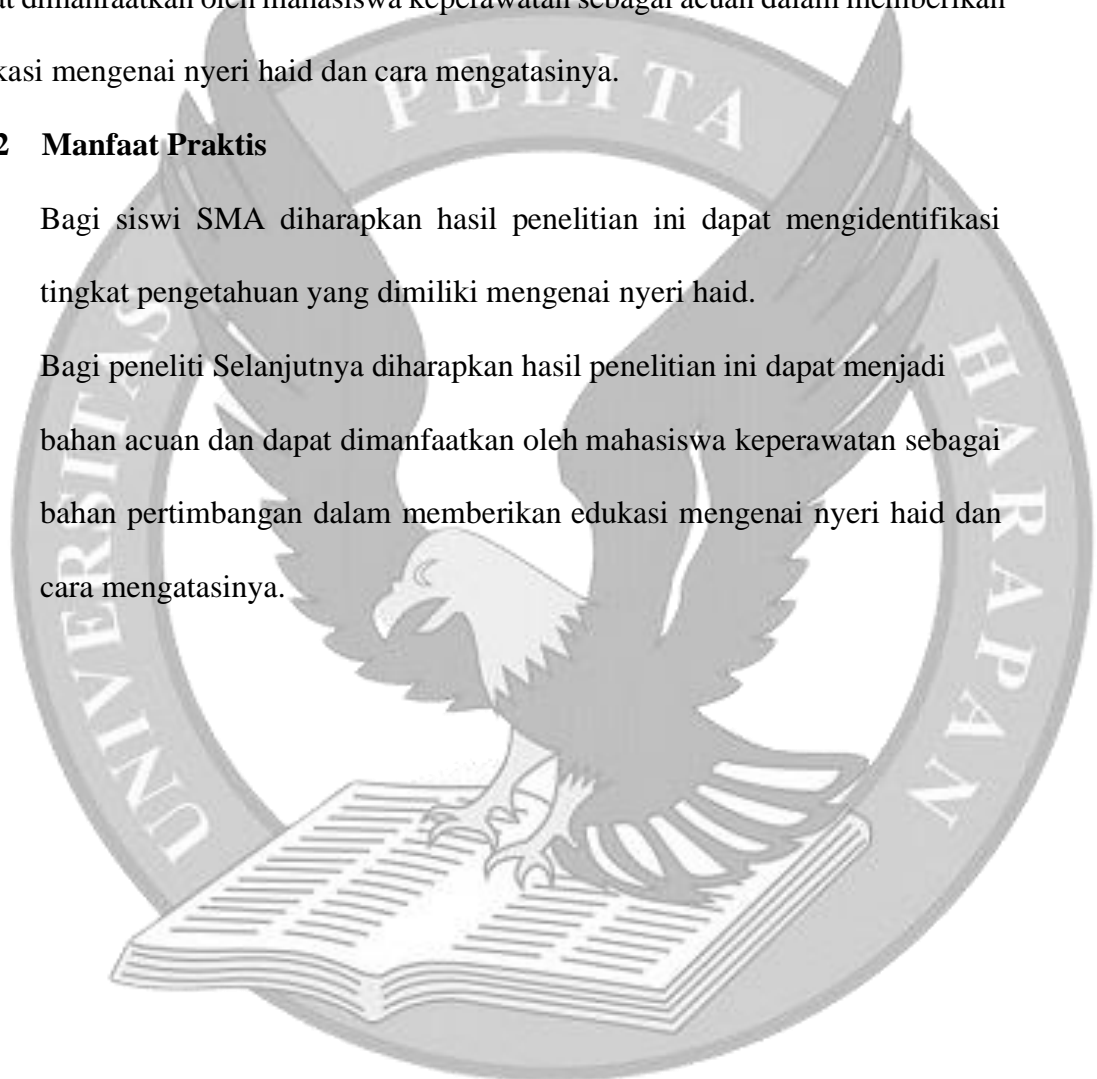 dimanfaatkan oleh mahasiswa keperawatan sebagai acuan dalam memberikan
mengenai nyeri haid dan cara mengatasinya.
2 Manfaat Praktis
Bagi siswi SMA diharapkan hasil penelitian ini dapat mengidentifikasi
tingkat pengetahuan yang dimiliki mengenai nyeri haid.
Bagi peneliti Selanjutnya diharapkan hasil penelitian ini dapat menjadi
bahan acuan dan dapat dimanfaatkan oleh mahasiswa keperawatan sebagai
bahan pertimbangan dalam memberikan edukasi mengenai nyeri haid dan
cara mengatasinya.
UNIVERSITAS PELITA HARAPAN